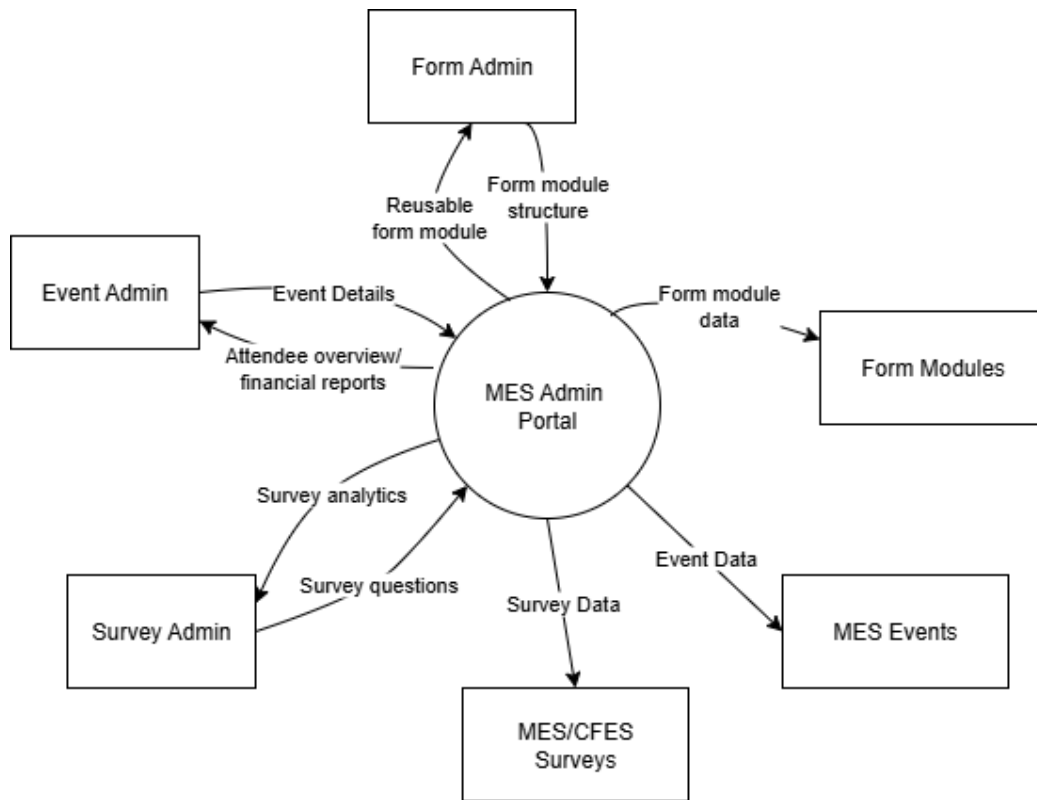 Form Admin
Form module
structure
Reusable
form module
Event Admin
Event Details
Form module
data
Form Modules
Attendee overview/
financial reports
MES Admin
Portal
Survey analytics
Event Data
Survey questions
Survey Data
Survey Admin
MES Events
MES/CFES
Surveys